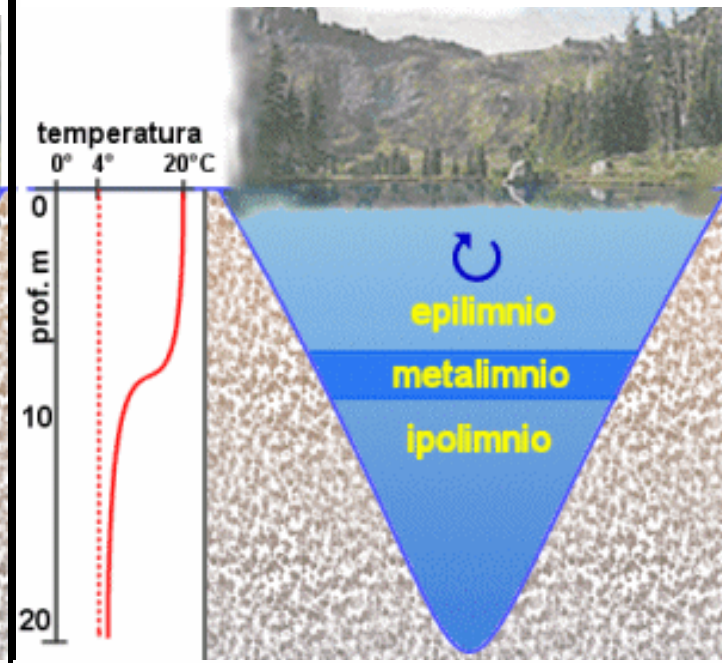 temperatura
0° 4° 20°C
0
prof. m
10
20
epilimnio
metalimnio
ipolimnio